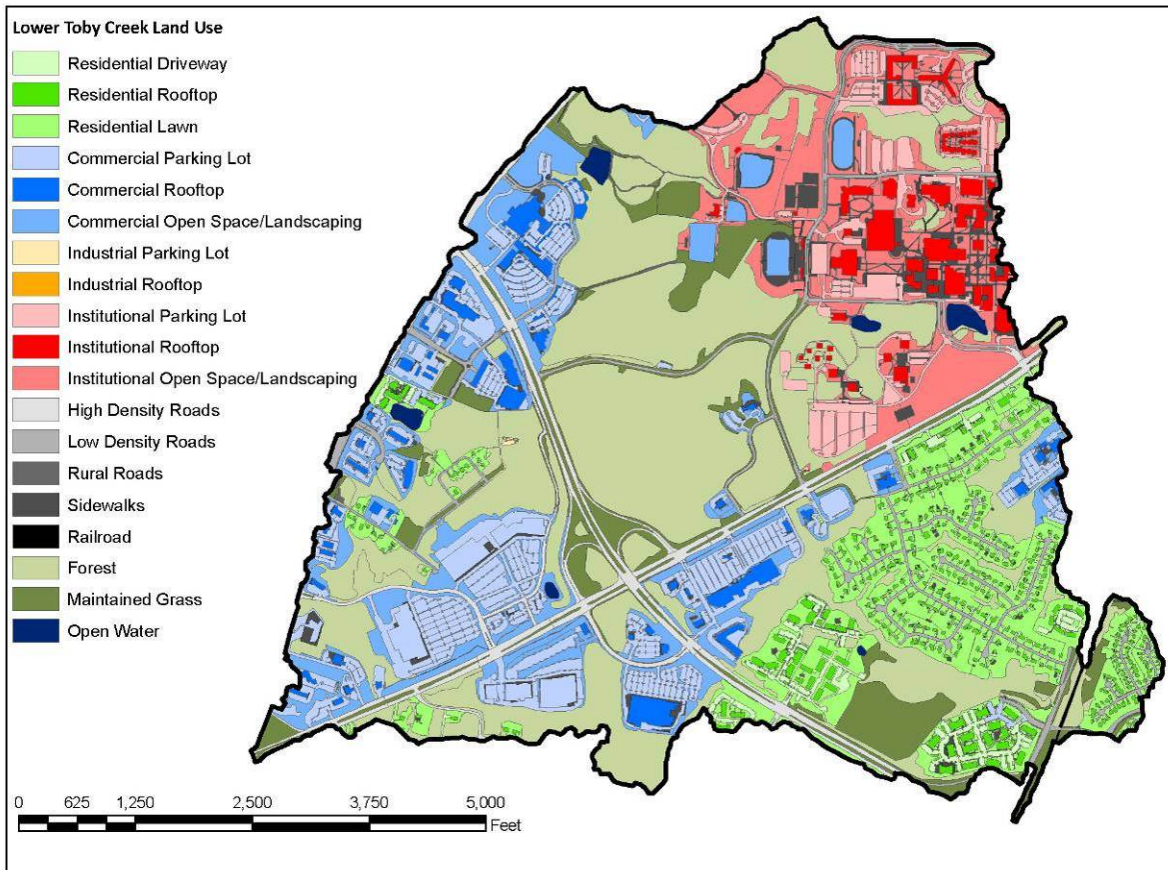 Lower Toby Creek Land Use
Residential Driveway
Residential Rooftop
Residential Lawn
Commercial Parking Lot
Commercial Rooftop
Commercial Open Space/Landscaping
Industrial Parking Lot
Industrial Rooftop
Institutional Parking Lot
Institutional Rooftop
Institutional Open Space/Landscaping
High Density Roads
Low Density Roads
Rural Roads
Sidewalks
Railroad
Forest
Maintained Grass
Open Water
0 625 1,250 2,500 3,750 5,000
Feet